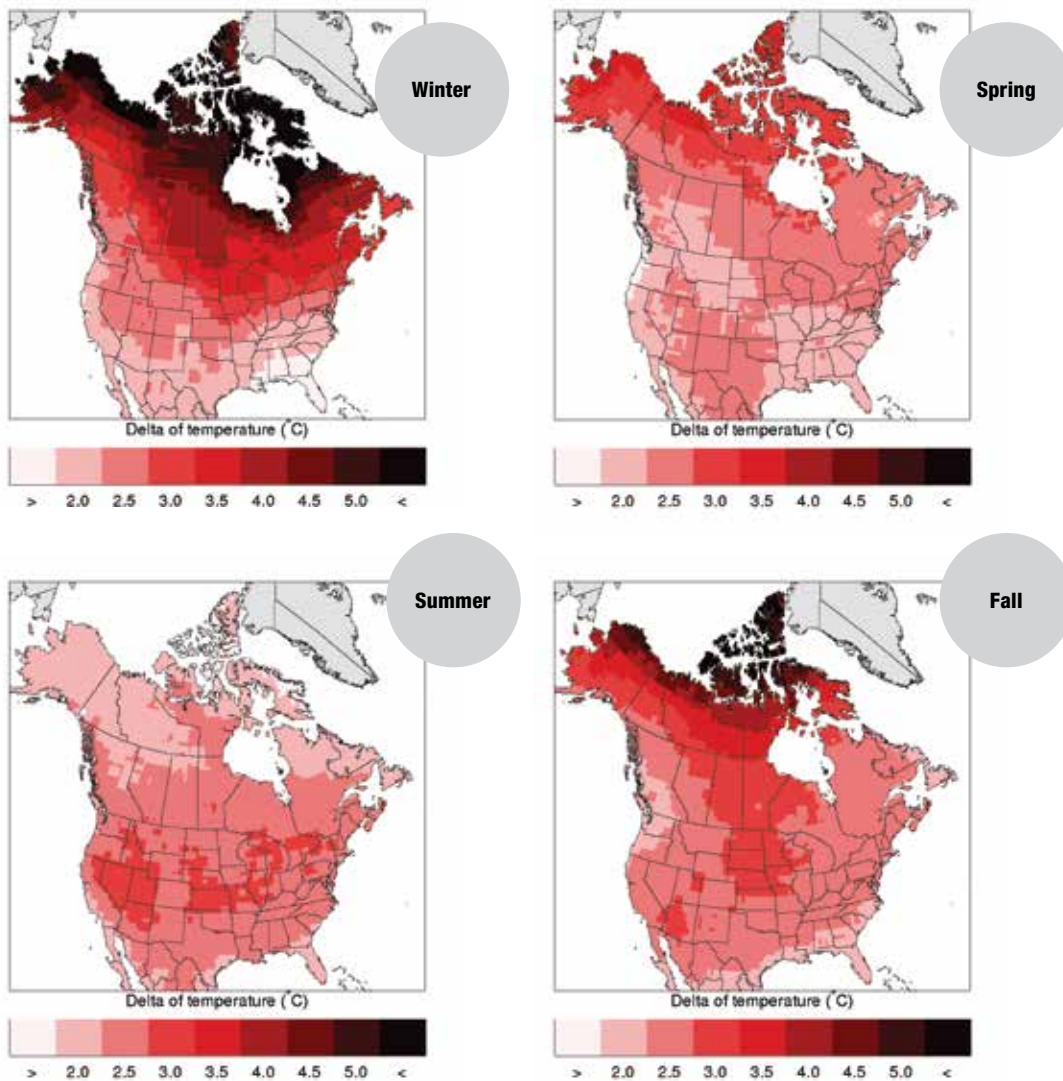 Winter
Spring
Delta of temperature (°C)
Delta of temperature (°C)
> 2.0 2.5 3.0 3.5 4.0 4.5 5.0 <
> 2.0 2.5 3.0 3.5 4.0 4.5 5.0 <
Summer
Fall
Delta of temperature (°C)
Delta of temperature (°C)
> 2.0 2.5 3.0 3.5 4.0 4.5 5.0 <
> 2.0 2.5 3.0 3.5 4.0 4.5 5.0 <